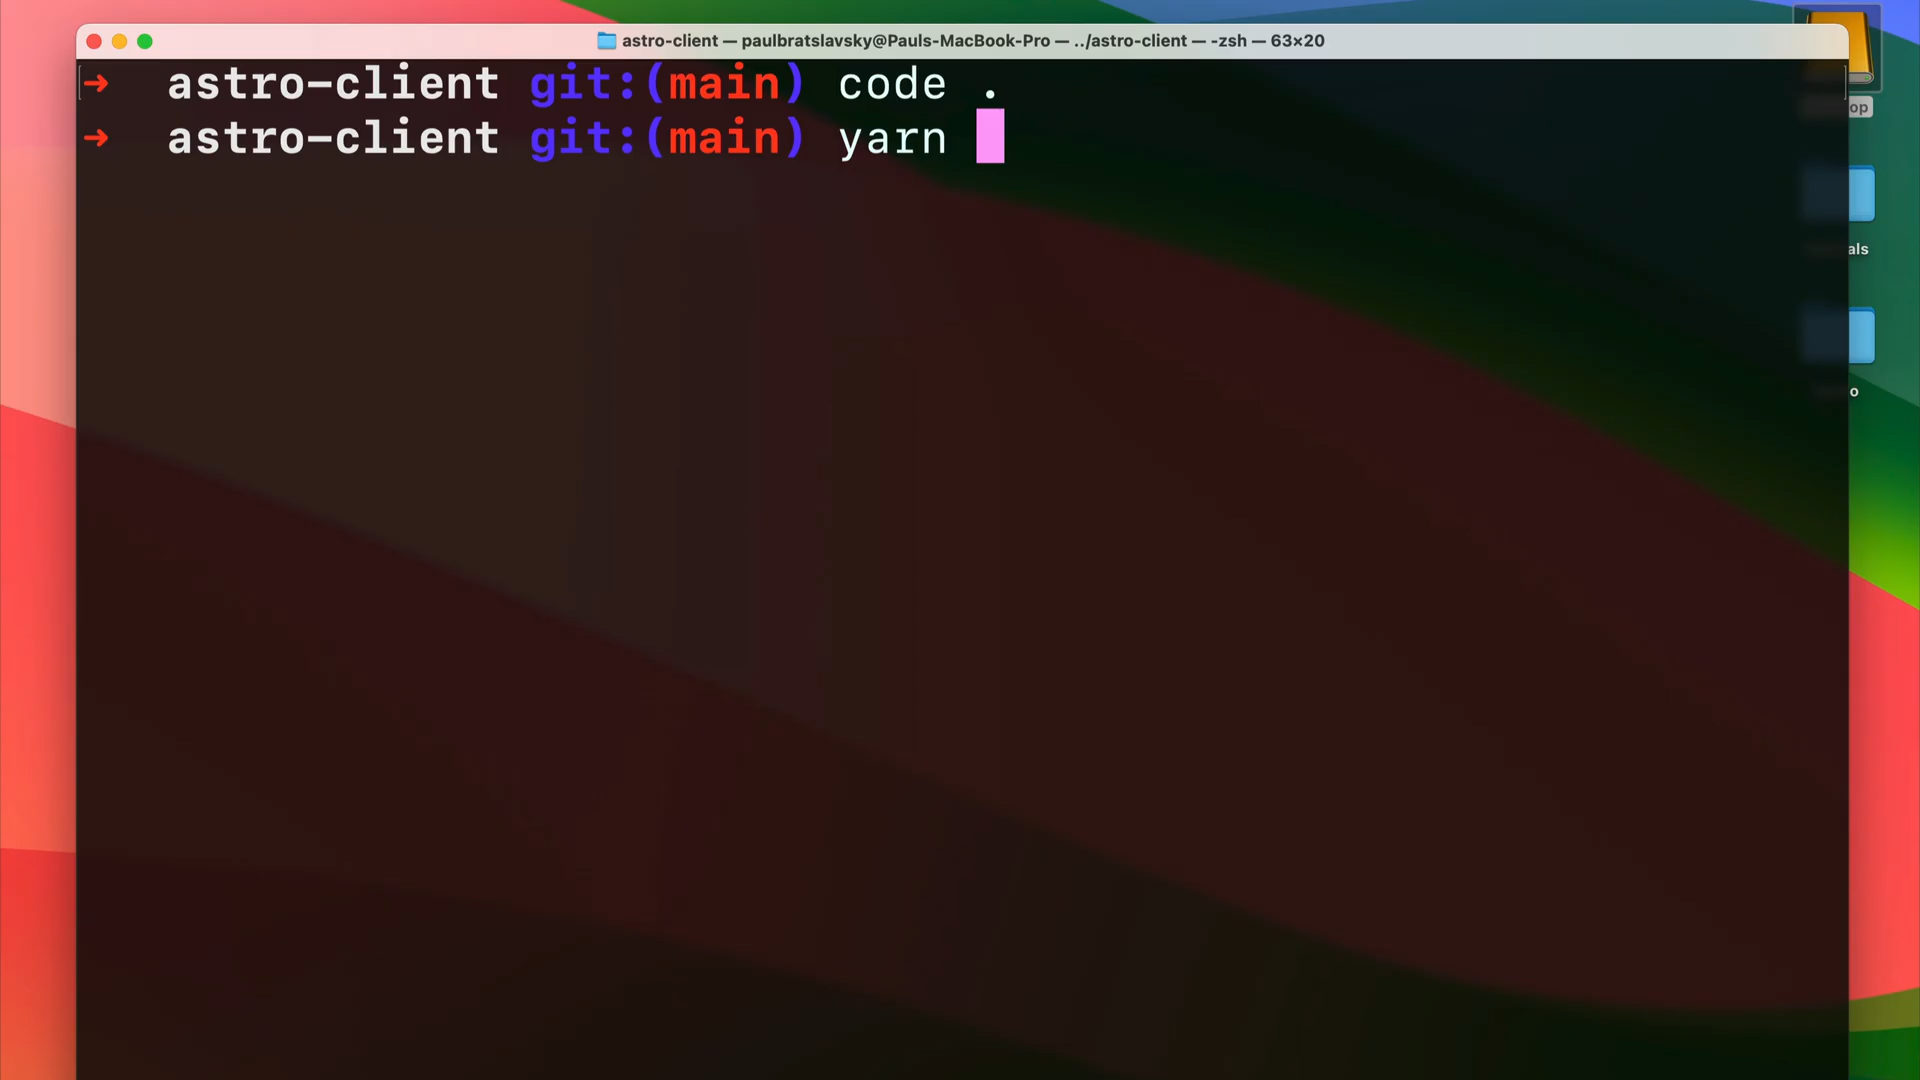 astro-client — paulbratslavsky@Pauls-MacBook-Pro — ../astro-client — -zsh — 63×20
➜ astro-client git:(main) code .
➜ astro-client git:(main) yarn
op
als
o